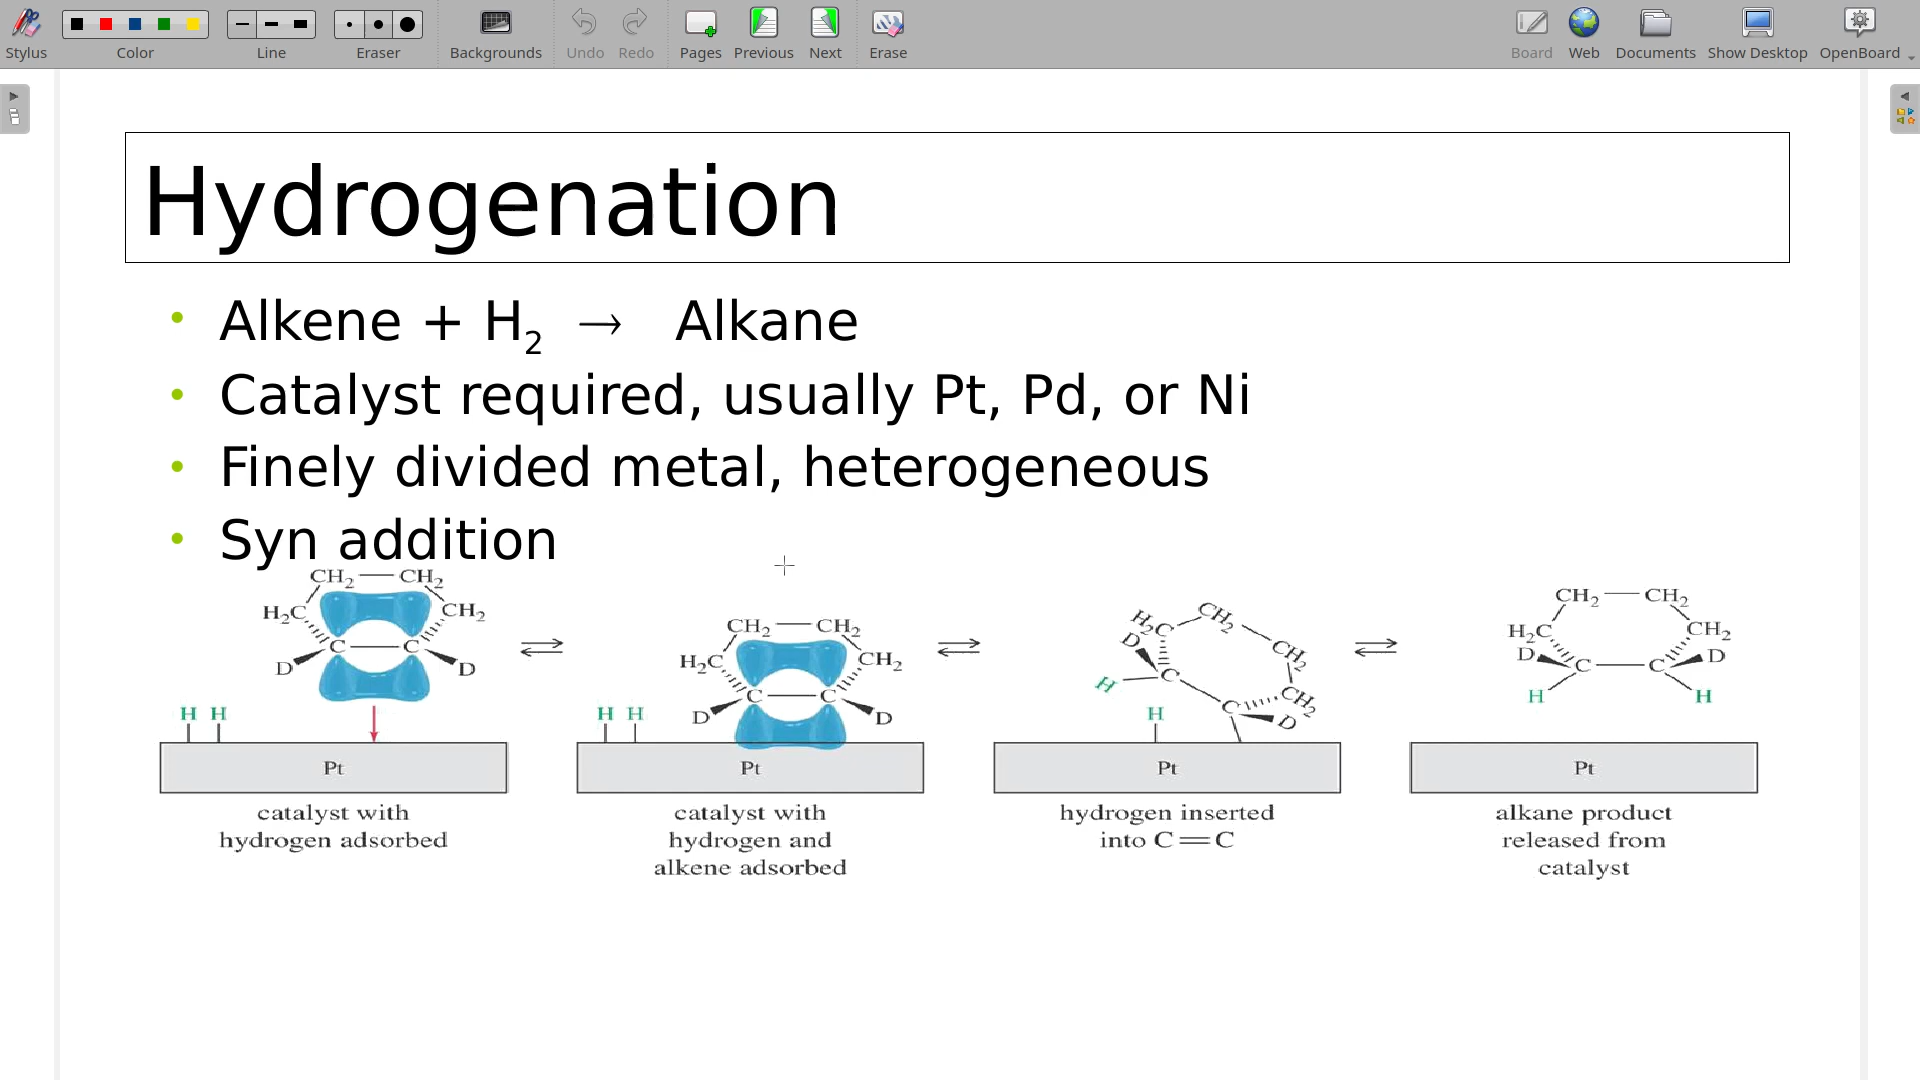 Stylus Color Line Eraser Backgrounds Undo Redo Pages Previous Next Erase Board Web Documents Show Desktop OpenBoard
Hydrogenation
• Alkene + H₂ → Alkane
• Catalyst required, usually Pt, Pd, or Ni
• Finely divided metal, heterogeneous
• Syn addition
CH₂ — CH₂
H₂C CH₂
C — C
D D
H H
Pt
catalyst with
hydrogen adsorbed
⇌
CH₂ — CH₂
H₂C CH₂
C — C
D D
H H
Pt
catalyst with
hydrogen and
alkene adsorbed
⇌
H₂C CH₂
D C CH₂
H C CH₂
H D
Pt
hydrogen inserted
into C=C
⇌
CH₂ — CH₂
H₂C CH₂
D C — C D
H H
Pt
alkane product
released from
catalyst